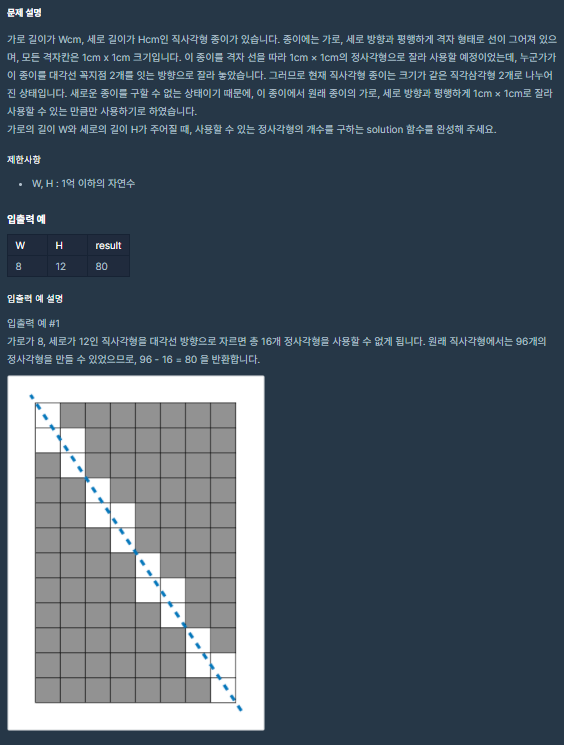 문제 설명
가로 길이가 Wcm, 세로 길이가 Hcm인 직사각형 종이가 있습니다. 종이에는 가로, 세로 방향과 평행하게 격자 형태로 선이 그어져 있으
며, 모든 격자칸은 1cm x 1cm 크기입니다. 이 종이를 격자 선을 따라 1cm × 1cm의 정사각형으로 잘라 사용할 예정이었는데, 누군가가
이 종이를 대각선 꼭지점 2개를 잇는 방향으로 잘라 놓았습니다. 그러므로 현재 직사각형 종이는 크기가 같은 직각삼각형 2개로 나누어
진 상태입니다. 새로운 종이를 구할 수 없는 상태이기 때문에, 이 종이에서 원래 종이의 가로, 세로 방향과 평행하게 1cm × 1cm로 잘라
사용할 수 있는 만큼만 사용하기로 하였습니다.
가로의 길이 W와 세로의 길이 H가 주어질 때, 사용할 수 있는 정사각형의 개수를 구하는 solution 함수를 완성해 주세요.
제한사항
• W, H : 1억 이하의 자연수
입출력 예
W H result
8 12 80
입출력 예 설명
입출력 예 #1
가로가 8, 세로가 12인 직사각형을 대각선 방향으로 자르면 총 16개 정사각형을 사용할 수 없게 됩니다. 원래 직사각형에서는 96개의
정사각형을 만들 수 있었으므로, 96 - 16 = 80 을 반환합니다.